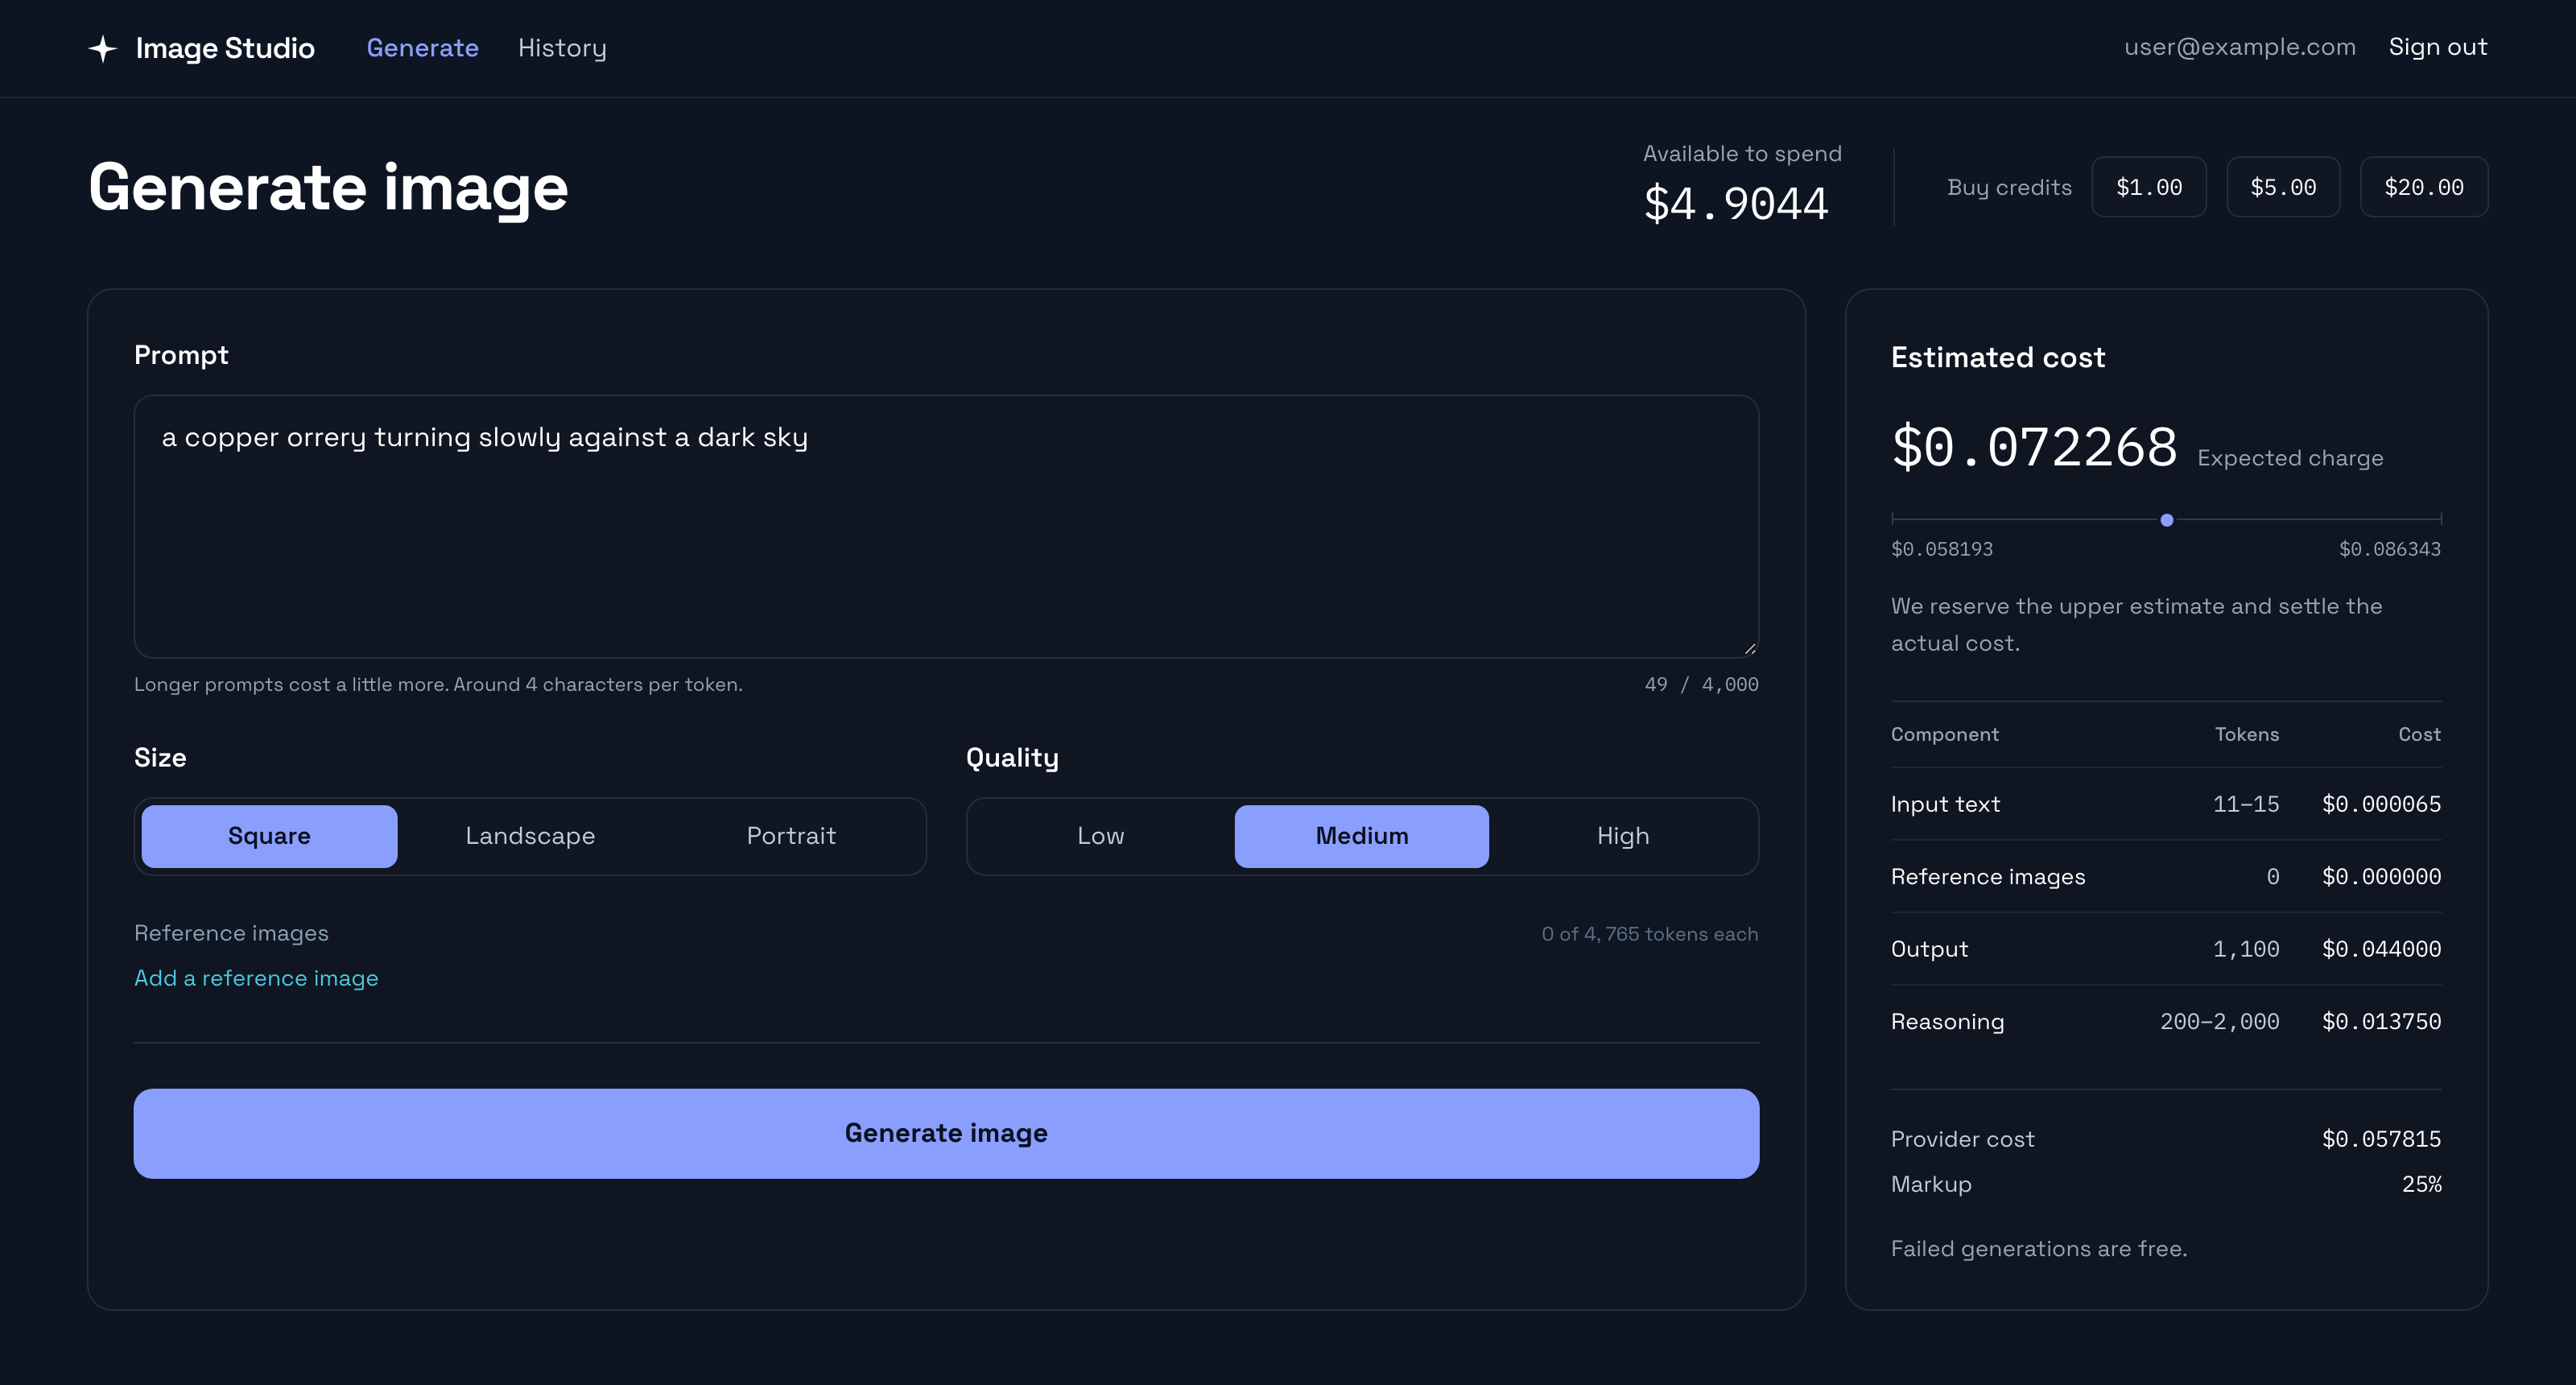 Image Studio
Generate
History
user@example.com
Sign out
Generate image
Available to spend
$4.9044
Buy credits
$1.00
$5.00
$20.00
Prompt
a copper orrery turning slowly against a dark sky
Longer prompts cost a little more. Around 4 characters per token.
49 / 4,000
Size
Square
Landscape
Portrait
Quality
Low
Medium
High
Reference images
0 of 4, 765 tokens each
Add a reference image
Generate image
Estimated cost
$0.072268 Expected charge
$0.058193
$0.086343
We reserve the upper estimate and settle the
actual cost.
Component Tokens Cost
Input text 11–15 $0.000065
Reference images 0 $0.000000
Output 1,100 $0.044000
Reasoning 200–2,000 $0.013750
Provider cost $0.057815
Markup 25%
Failed generations are free.